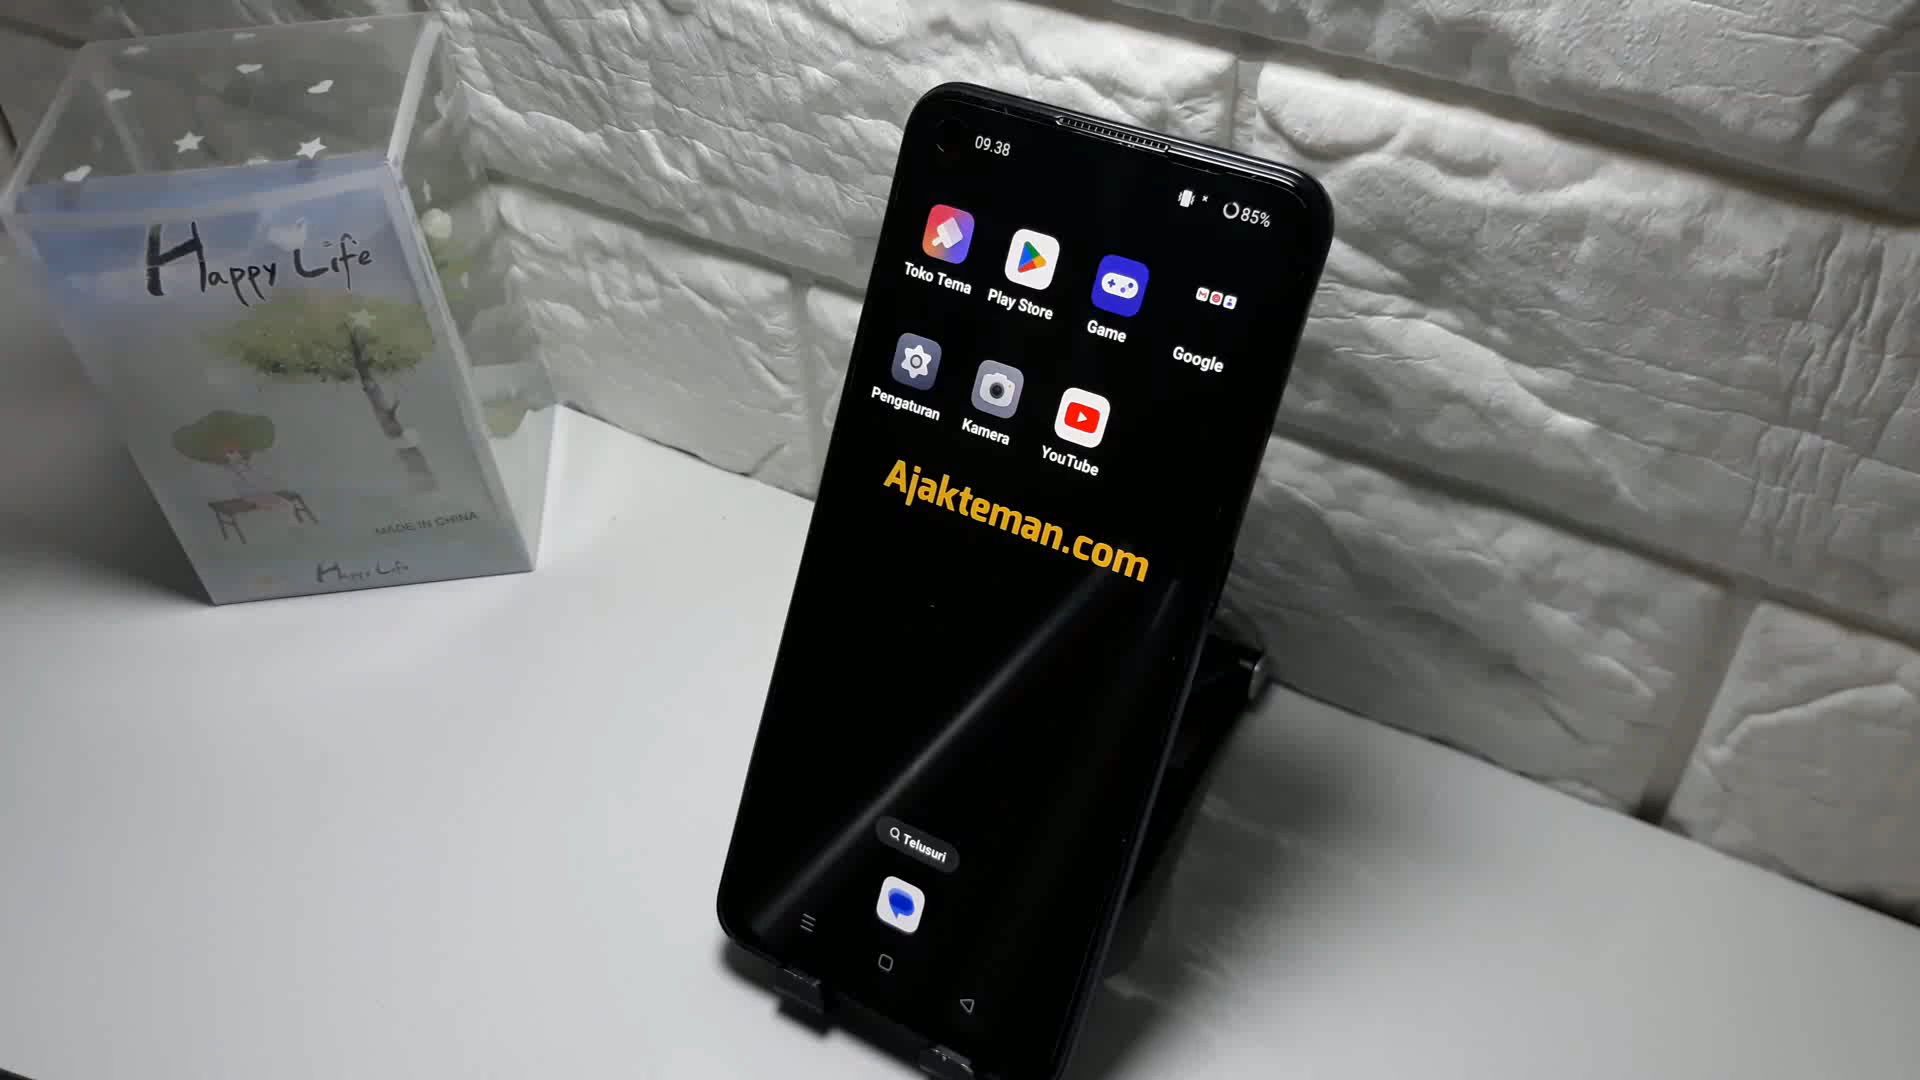 Happy Life
MADE IN CHINA
Happy Life
09.38
85%
Toko Tema
Play Store
Game
Google
Pengaturan
Kamera
YouTube
Ajakteman.com
Telusuri